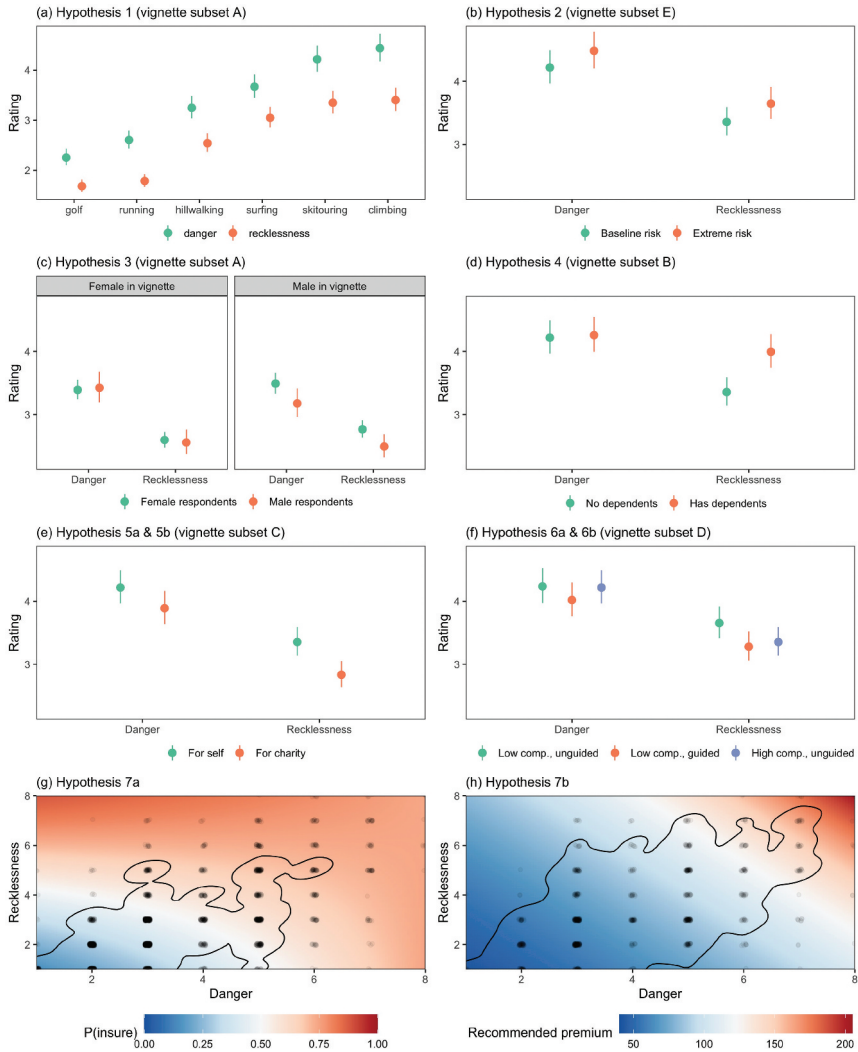 (a) Hypothesis 1 (vignette subset A)
Rating
4
3
2
golf running hillwalking surfing skitouring climbing
danger recklessness
(b) Hypothesis 2 (vignette subset E)
Rating
4
3
Danger Recklessness
Baseline risk Extreme risk
(c) Hypothesis 3 (vignette subset A)
Female in vignette Male in vignette
Rating
4
3
Danger Recklessness Danger Recklessness
Female respondents Male respondents
(d) Hypothesis 4 (vignette subset B)
Rating
4
3
Danger Recklessness
No dependents Has dependents
(e) Hypothesis 5a & 5b (vignette subset C)
Rating
4
3
Danger Recklessness
For self For charity
(f) Hypothesis 6a & 6b (vignette subset D)
Rating
4
3
Danger Recklessness
Low comp., unguided Low comp., guided High comp., unguided
(g) Hypothesis 7a
Recklessness
8
6
4
2
2 4 6 8
Danger
P(insure)
0.00 0.25 0.50 0.75 1.00
(h) Hypothesis 7b
Recklessness
8
6
4
2
2 4 6 8
Danger
Recommended premium
50 100 150 200